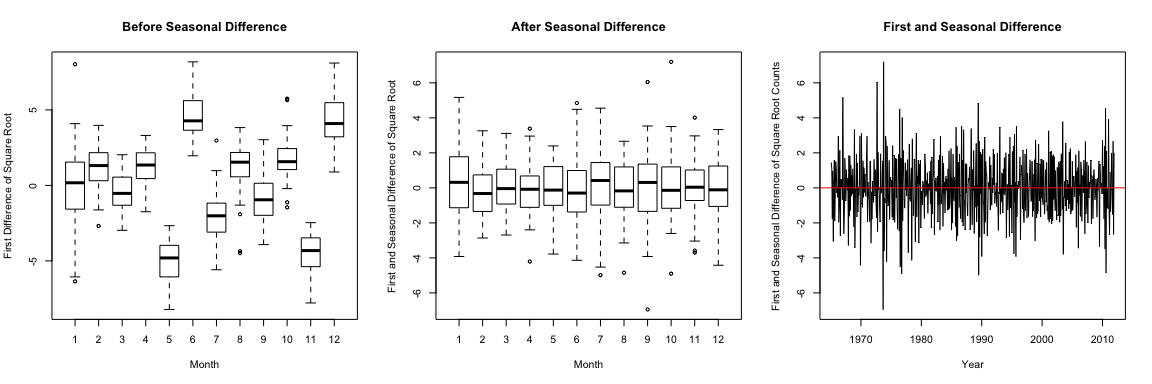 Before Seasonal Difference
First Difference of Square Root
5
0
-5
1 2 3 4 5 6 7 8 9 10 11 12
Month
After Seasonal Difference
First and Seasonal Difference of Square Root
6
4
2
0
-2
-4
-6
1 2 3 4 5 6 7 8 9 10 11 12
Month
First and Seasonal Difference
First and Seasonal Difference of Square Root Counts
6
4
2
0
-2
-4
-6
1970 1980 1990 2000 2010
Year